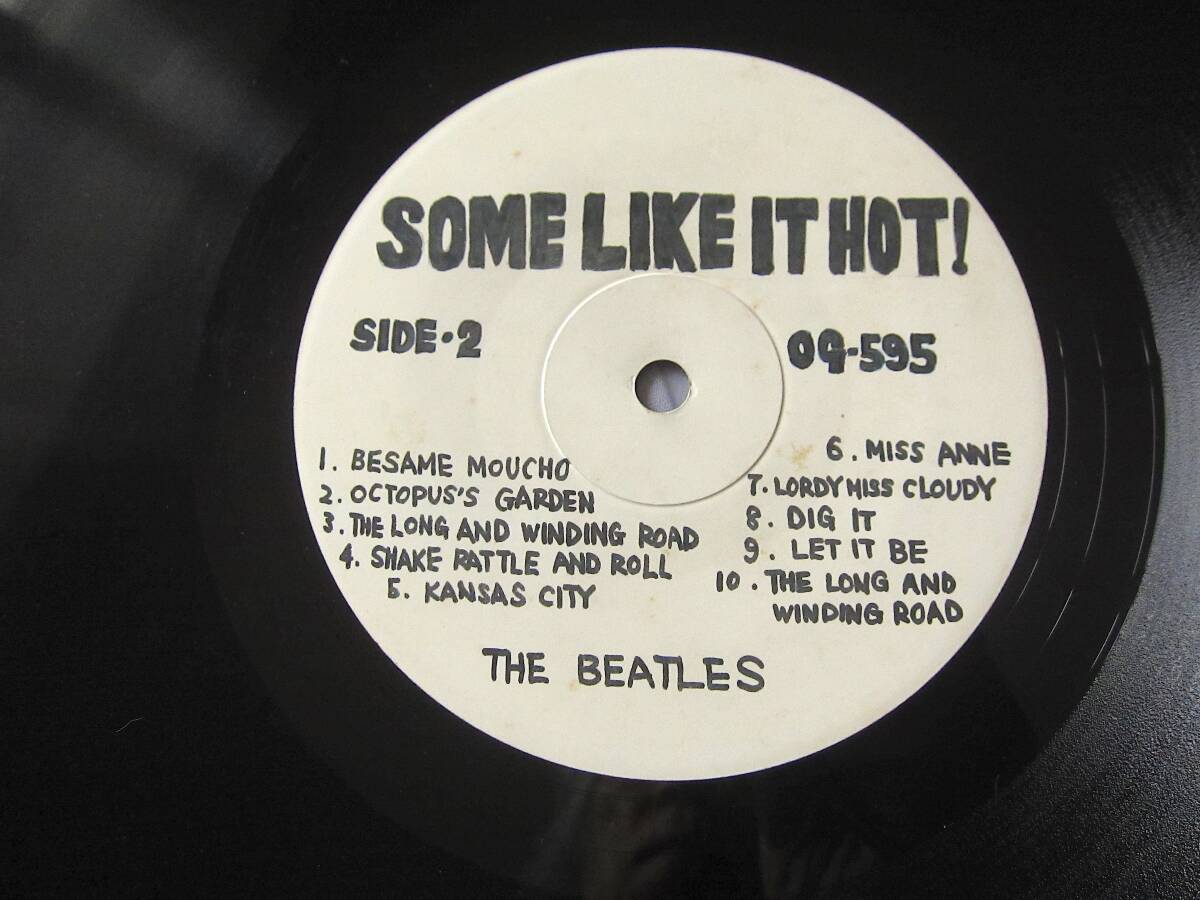 SOME LIKE IT HOT!
SIDE·2
OG-595
1. BESAME MOUCHO
2. OCTOPUS'S GARDEN
3. THE LONG AND WINDING ROAD
4. SHAKE RATTLE AND ROLL
5. KANSAS CITY
6. MISS ANNE
7. LORDY MISS CLOUDY
8. DIG IT
9. LET IT BE
10. THE LONG AND
WINDING ROAD
THE BEATLES